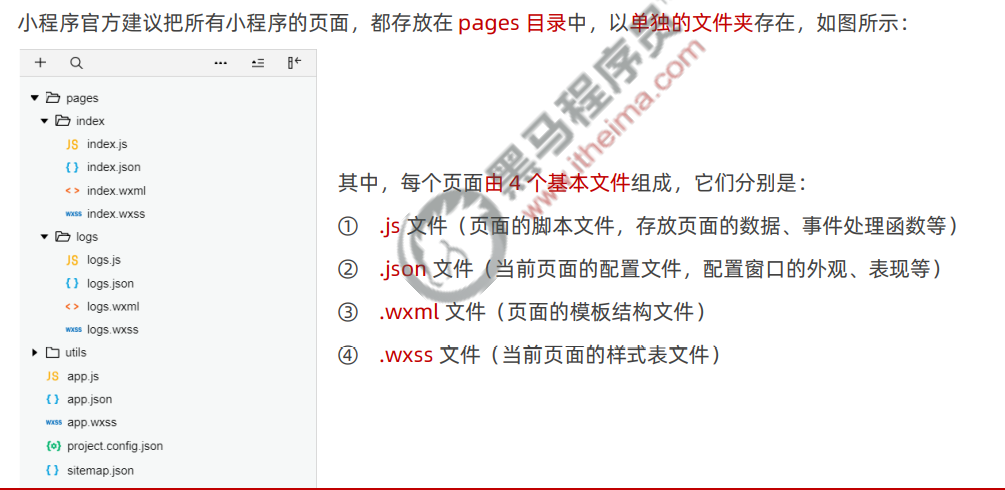 小程序官方建议把所有小程序的页面，都存放在 pages 目录中，以单独的文件夹存在，如图所示：
pages
index
JS index.js
{ } index.json
< > index.wxml
wxss index.wxss
logs
JS logs.js
{ } logs.json
< > logs.wxml
wxss logs.wxss
utils
JS app.js
{ } app.json
wxss app.wxss
{o} project.config.json
{ } sitemap.json
其中，每个页面由 4 个基本文件组成，它们分别是：
① .js 文件（页面的脚本文件，存放页面的数据、事件处理函数等）
② .json 文件（当前页面的配置文件，配置窗口的外观、表现等）
③ .wxml 文件（页面的模板结构文件）
④ .wxss 文件（当前页面的样式表文件）
黑马程序员
www.itheima.com